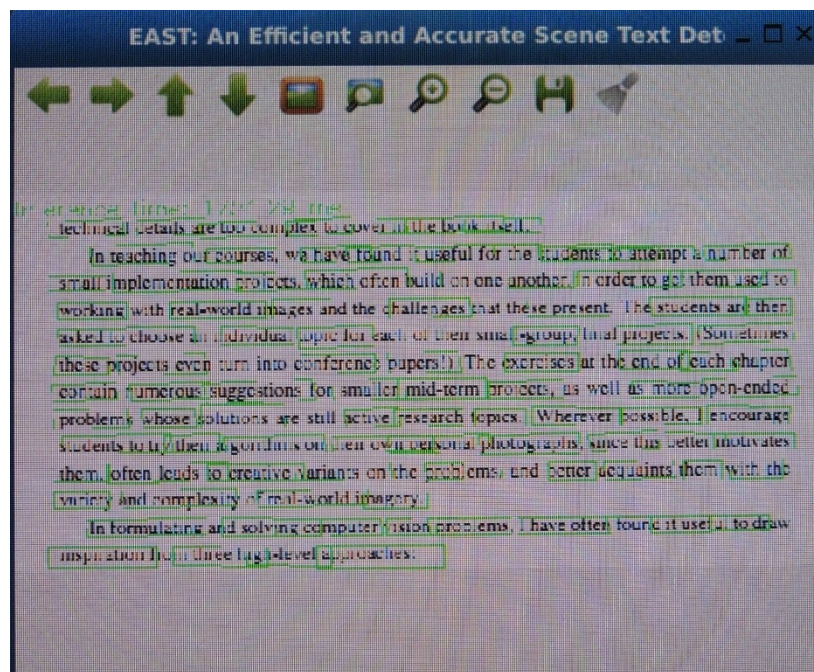 EAST: An Efficient and Accurate Scene Text Det
Inference time: ms
technical details are too complex to cover in the book itself.
In teaching our courses, we have found it useful for the students to attempt a number of
small implementation projects, which often build on one another, in order to get them used to
working with real-world images and the challenges that these present. The students are then
asked to choose an individual topic for each of their small-group, final projects. (Sometimes
these projects even turn into conference papers!) The exercises at the end of each chapter
contain numerous suggestions for smaller mid-term projects, as well as more open-ended
problems whose solutions are still active research topics. Wherever possible, I encourage
students to try their algorithms on their own personal photographs, since this better motivates
them, often leads to creative variants on the problems, and better acquaints them with the
variety and complexity of real-world imagery.
In formulating and solving computer vision problems, I have often found it useful to draw
inspiration from three high-level approaches: